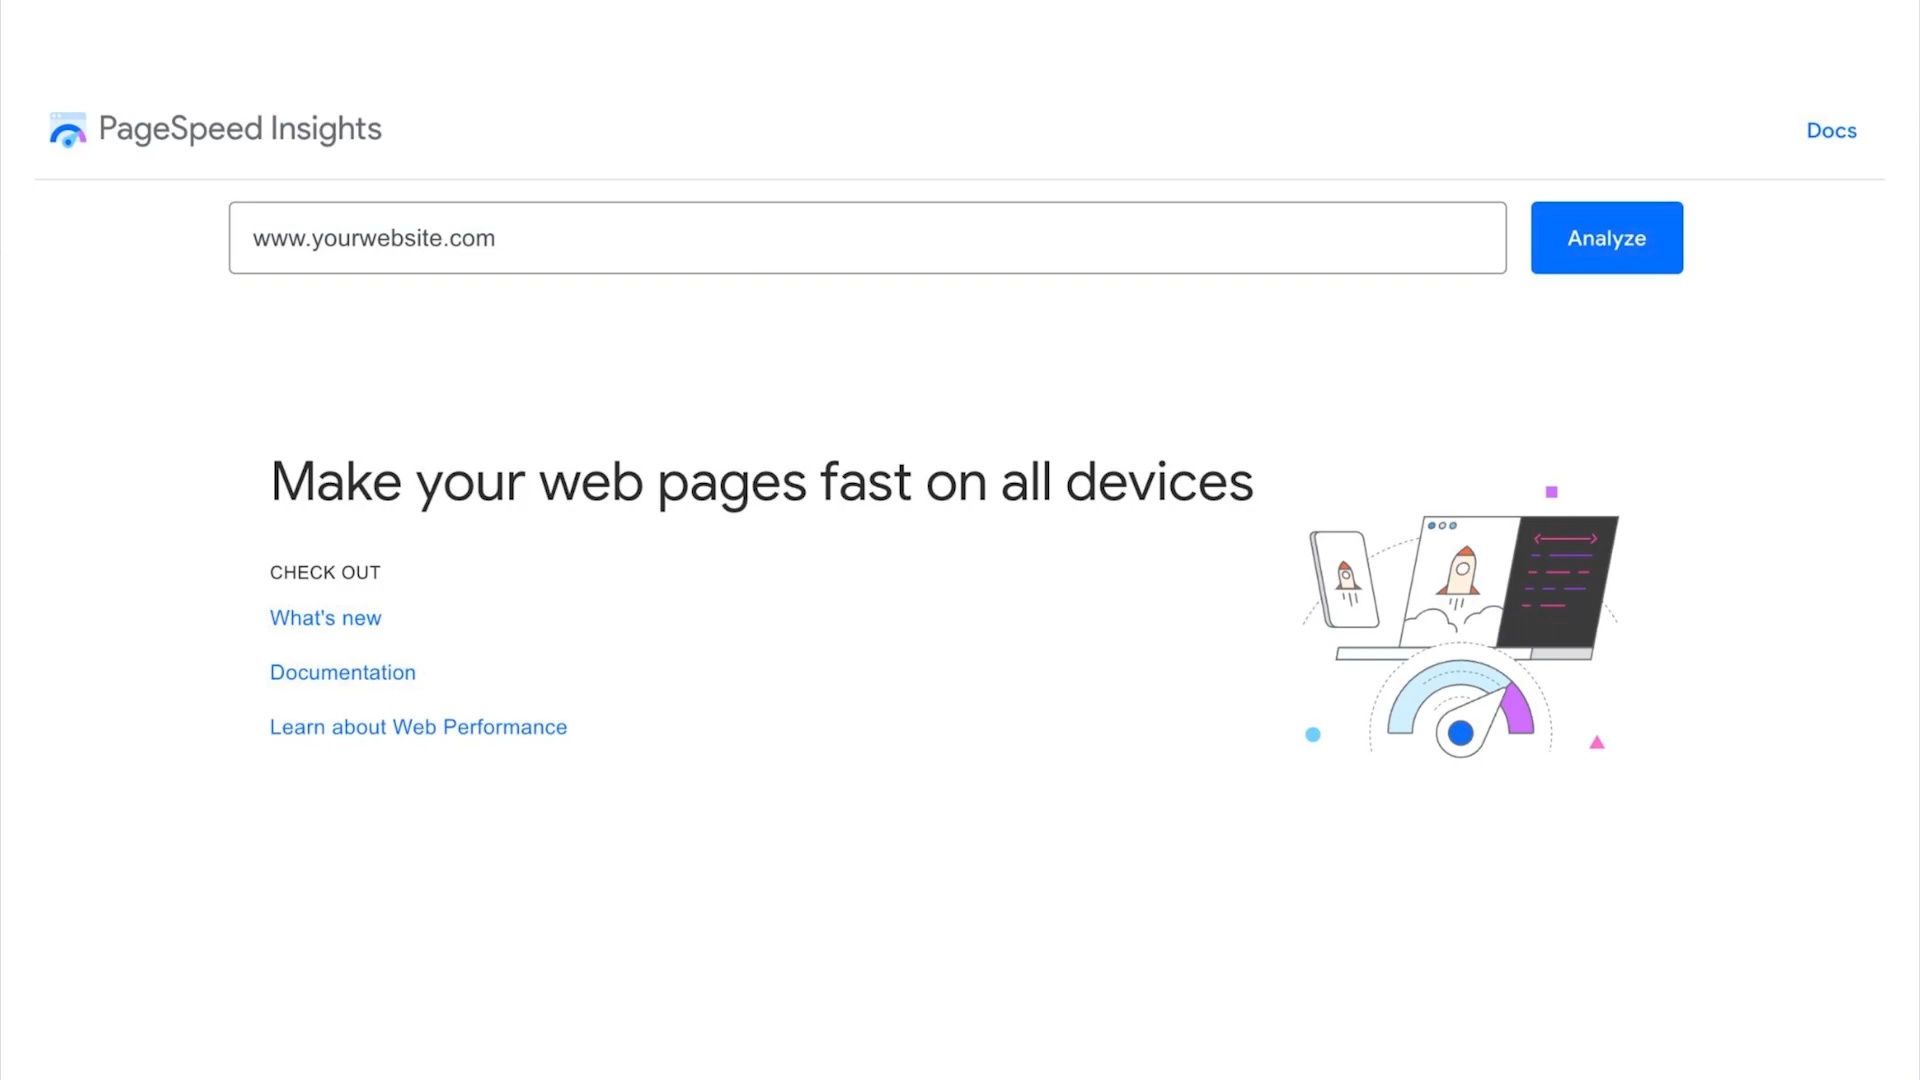 PageSpeed Insights
Docs
www.yourwebsite.com
Analyze
Make your web pages fast on all devices
CHECK OUT
What's new
Documentation
Learn about Web Performance